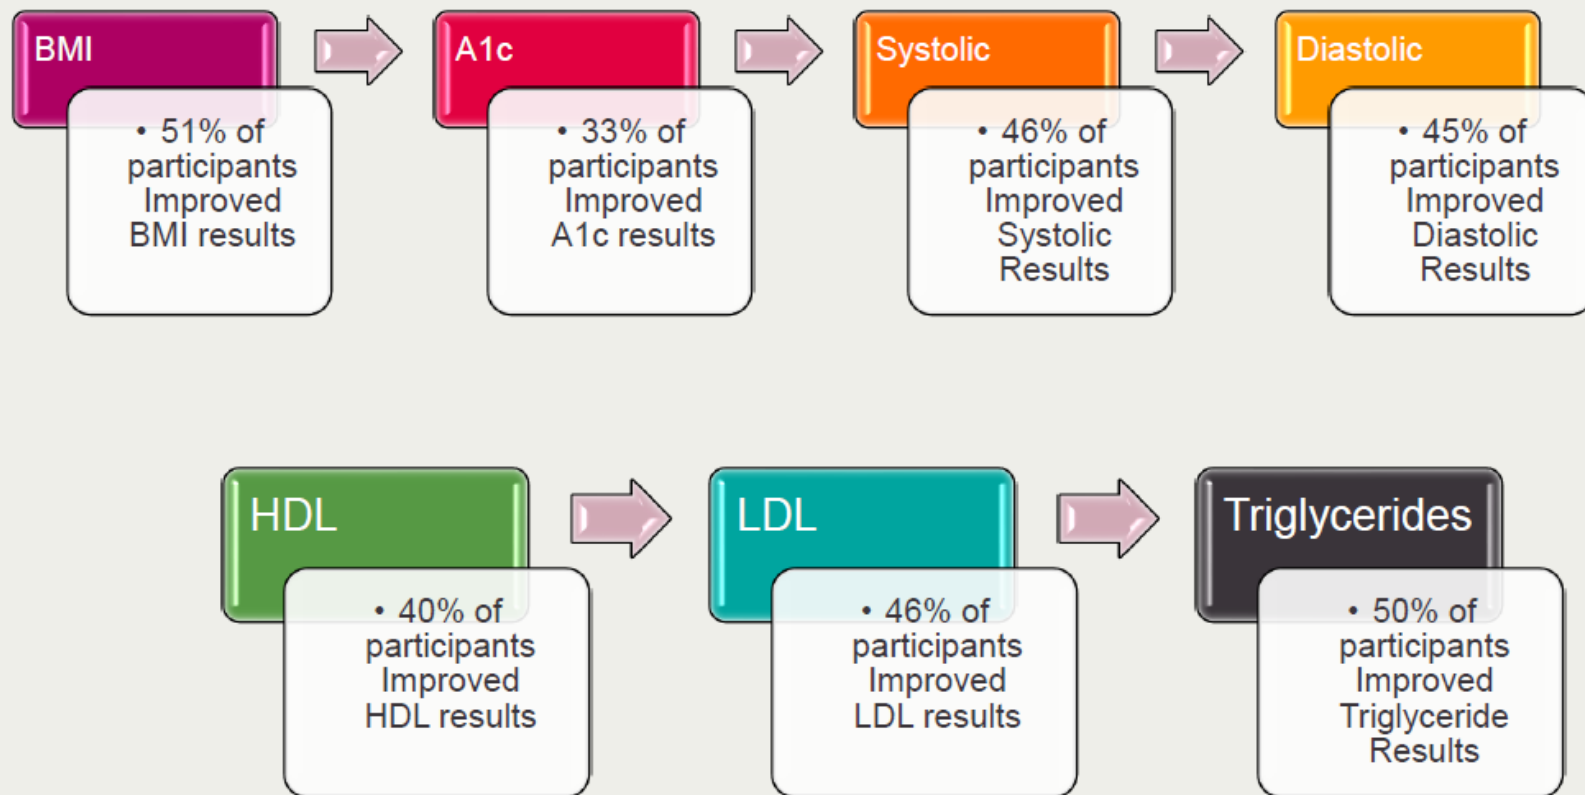 BMI
• 51% of
participants
Improved
BMI results
A1c
• 33% of
participants
Improved
A1c results
Systolic
• 46% of
participants
Improved
Systolic
Results
Diastolic
• 45% of
participants
Improved
Diastolic
Results
HDL
• 40% of
participants
Improved
HDL results
LDL
• 46% of
participants
Improved
LDL results
Triglycerides
• 50% of
participants
Improved
Triglyceride
Results